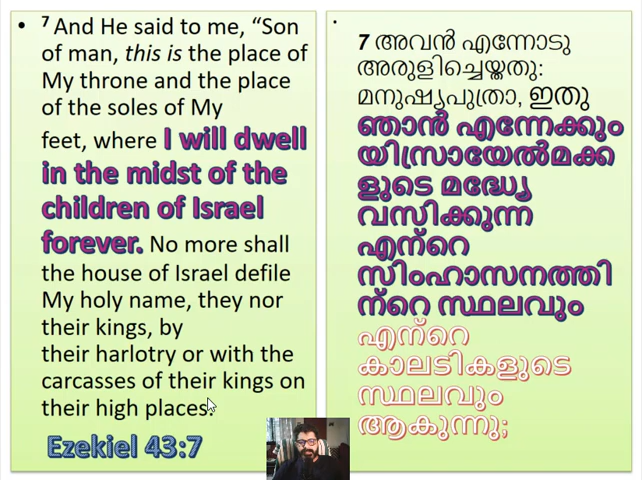 7 And He said to me, “Son
of man, this is the place of
My throne and the place
of the soles of My
feet, where I will dwell
in the midst of the
children of Israel
forever. No more shall
the house of Israel defile
My holy name, they nor
their kings, by
their harlotry or with the
carcasses of their kings on
their high places.
Ezekiel 43:7
7 അവൻ എന്നോടു
അരുളിച്ചെയ്തതു:
മനുഷ്യപുത്രാ, ഇതു
ഞാൻ എന്നേക്കും
യിസ്രായേൽമക്ക
ളുടെ മദ്ധ്യേ
വസിക്കുന്ന
എന്റെ
സിംഹാസനത്തി
ന്റെ സ്ഥലവും
എന്റെ
കാലടികളുടെ
സ്ഥലവും
ആകുന്നു;